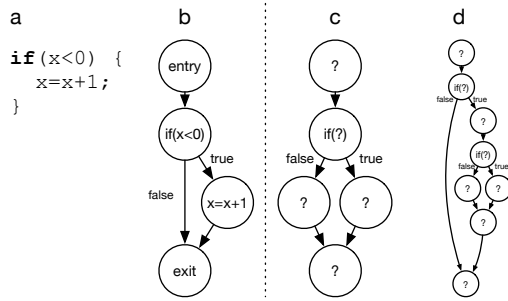 a
if(x<0) {
x=x+1;
}
b
entry
if(x<0)
true
false
x=x+1
exit
c
?
if(?)
false
true
?
?
?
d
?
if(?)
false
true
?
if(?)
false
true
?
?
?
?